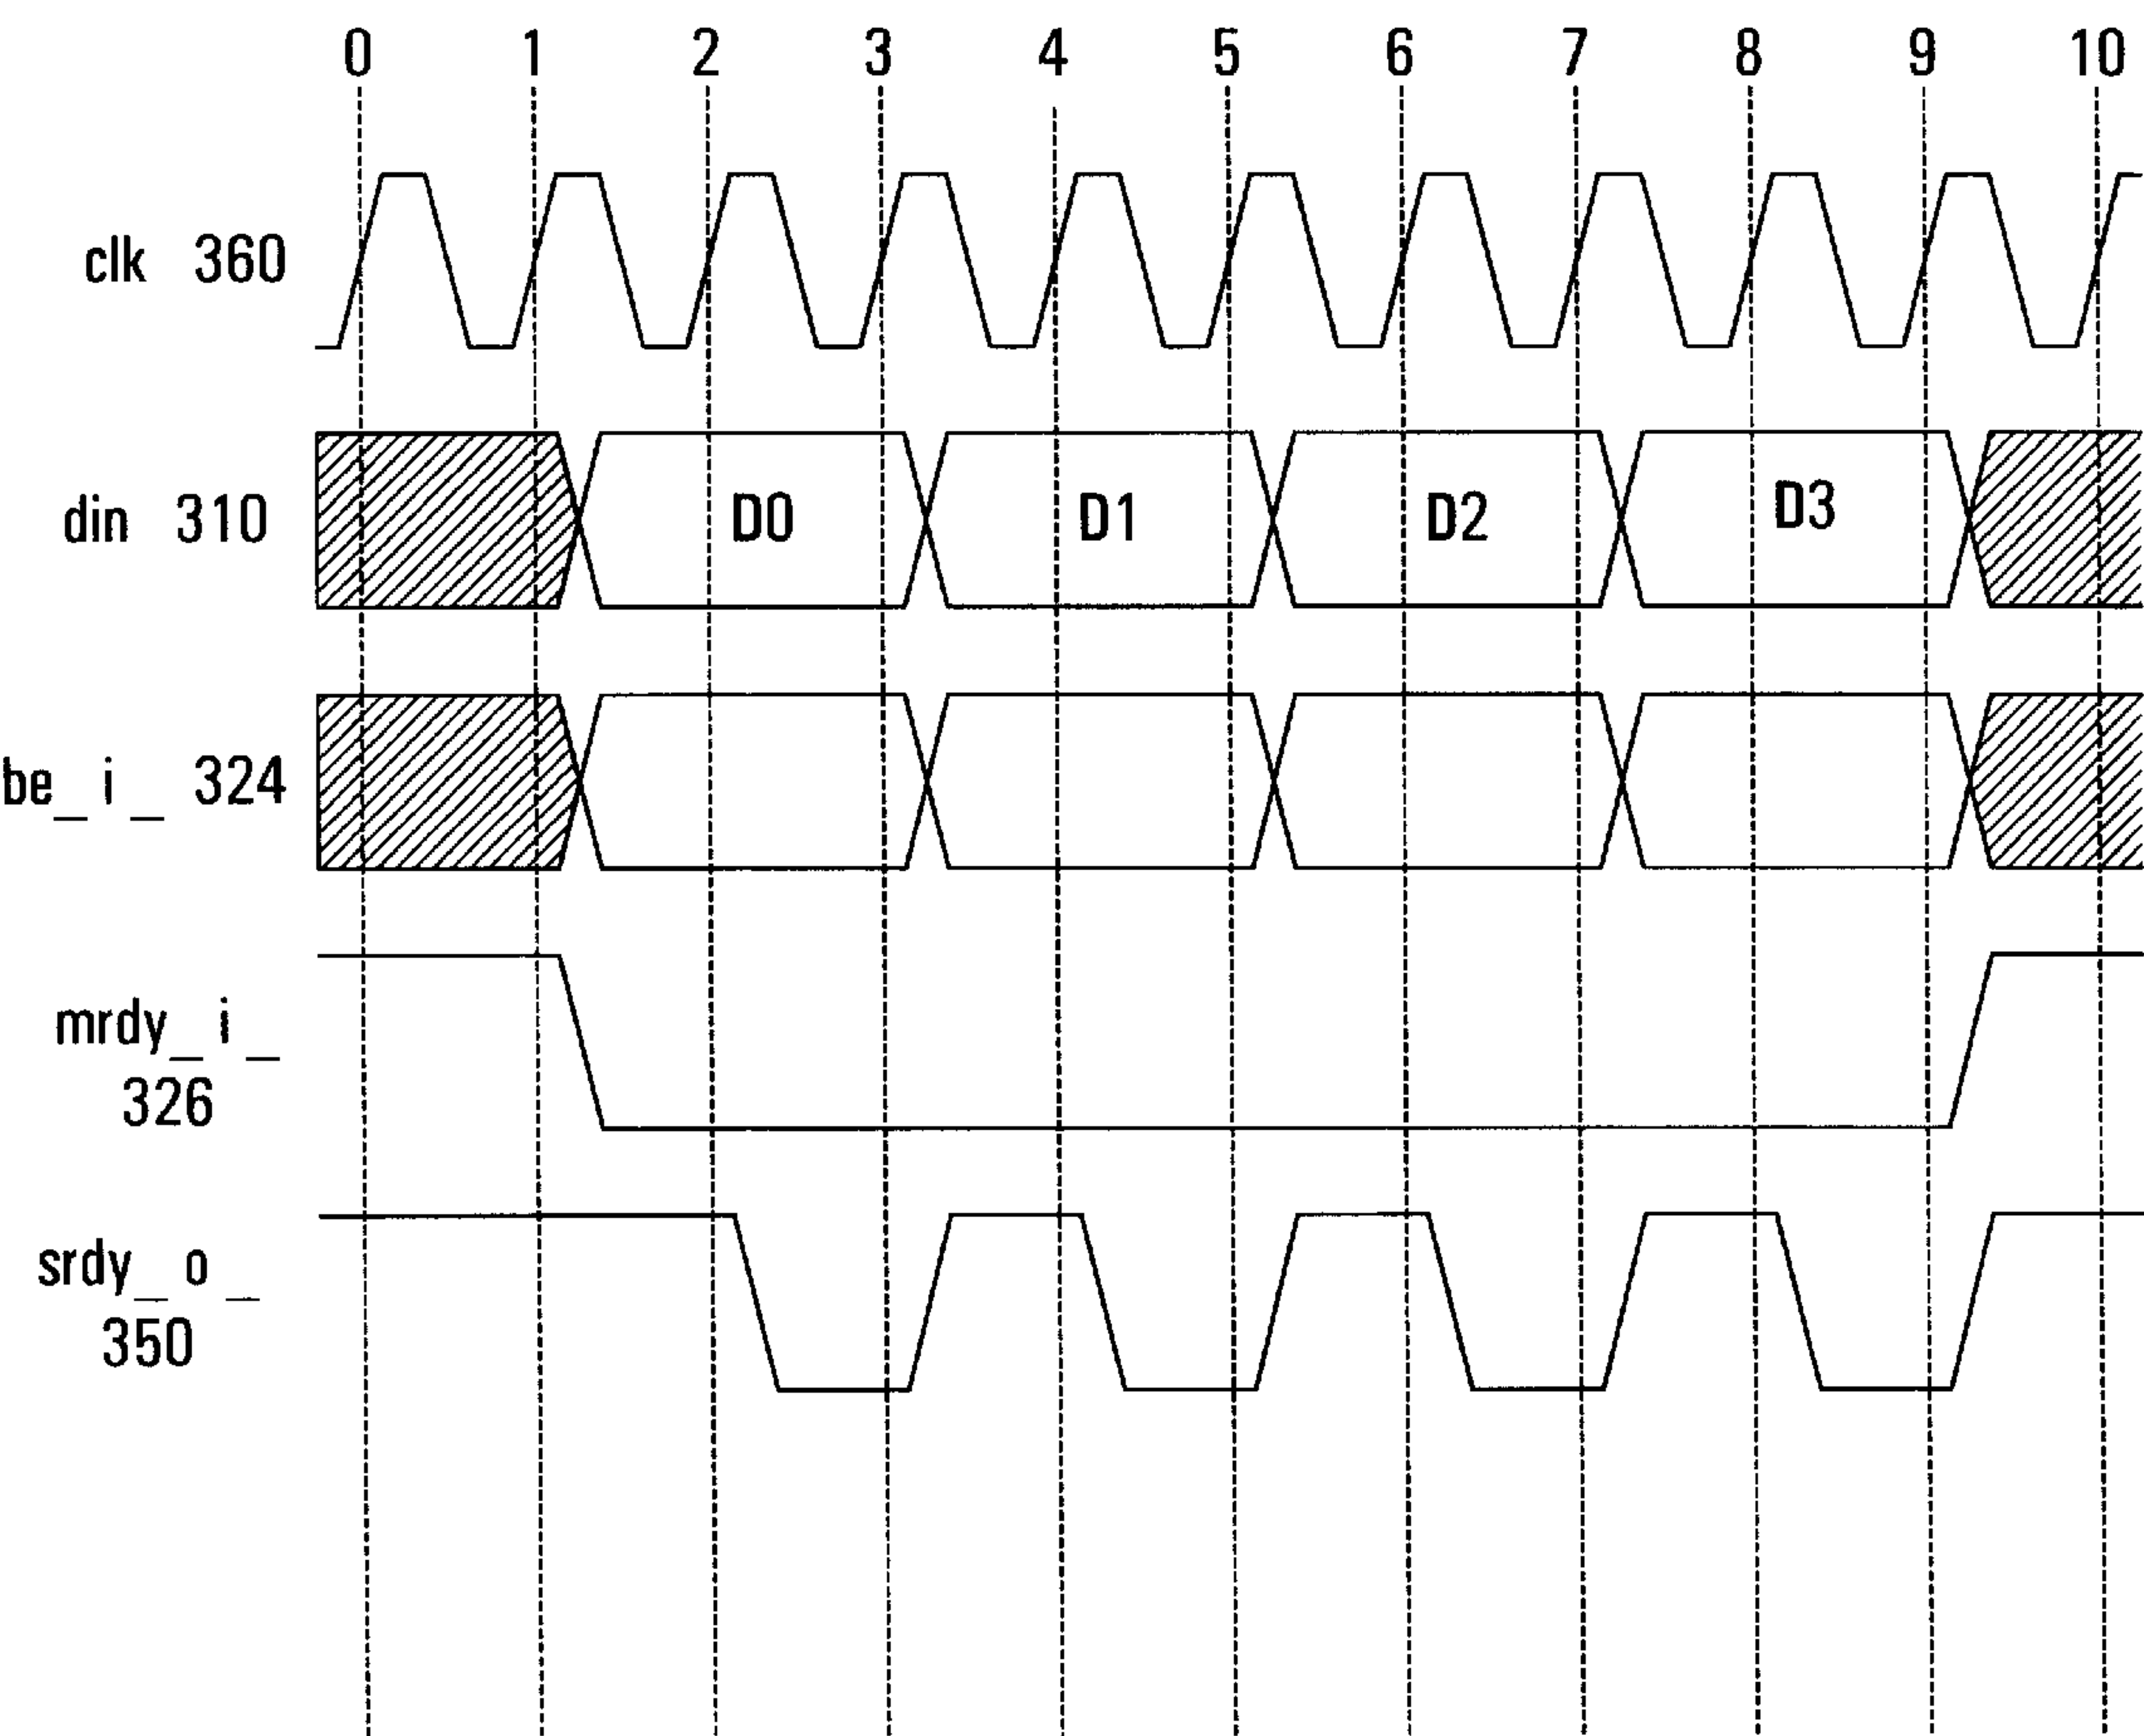 0 1 2 3 4 5 6 7 8 9 10
clk 360
din 310 D0 D1 D2 D3
be_i_ 324
mrdy_i_
326
srdy_o_
350